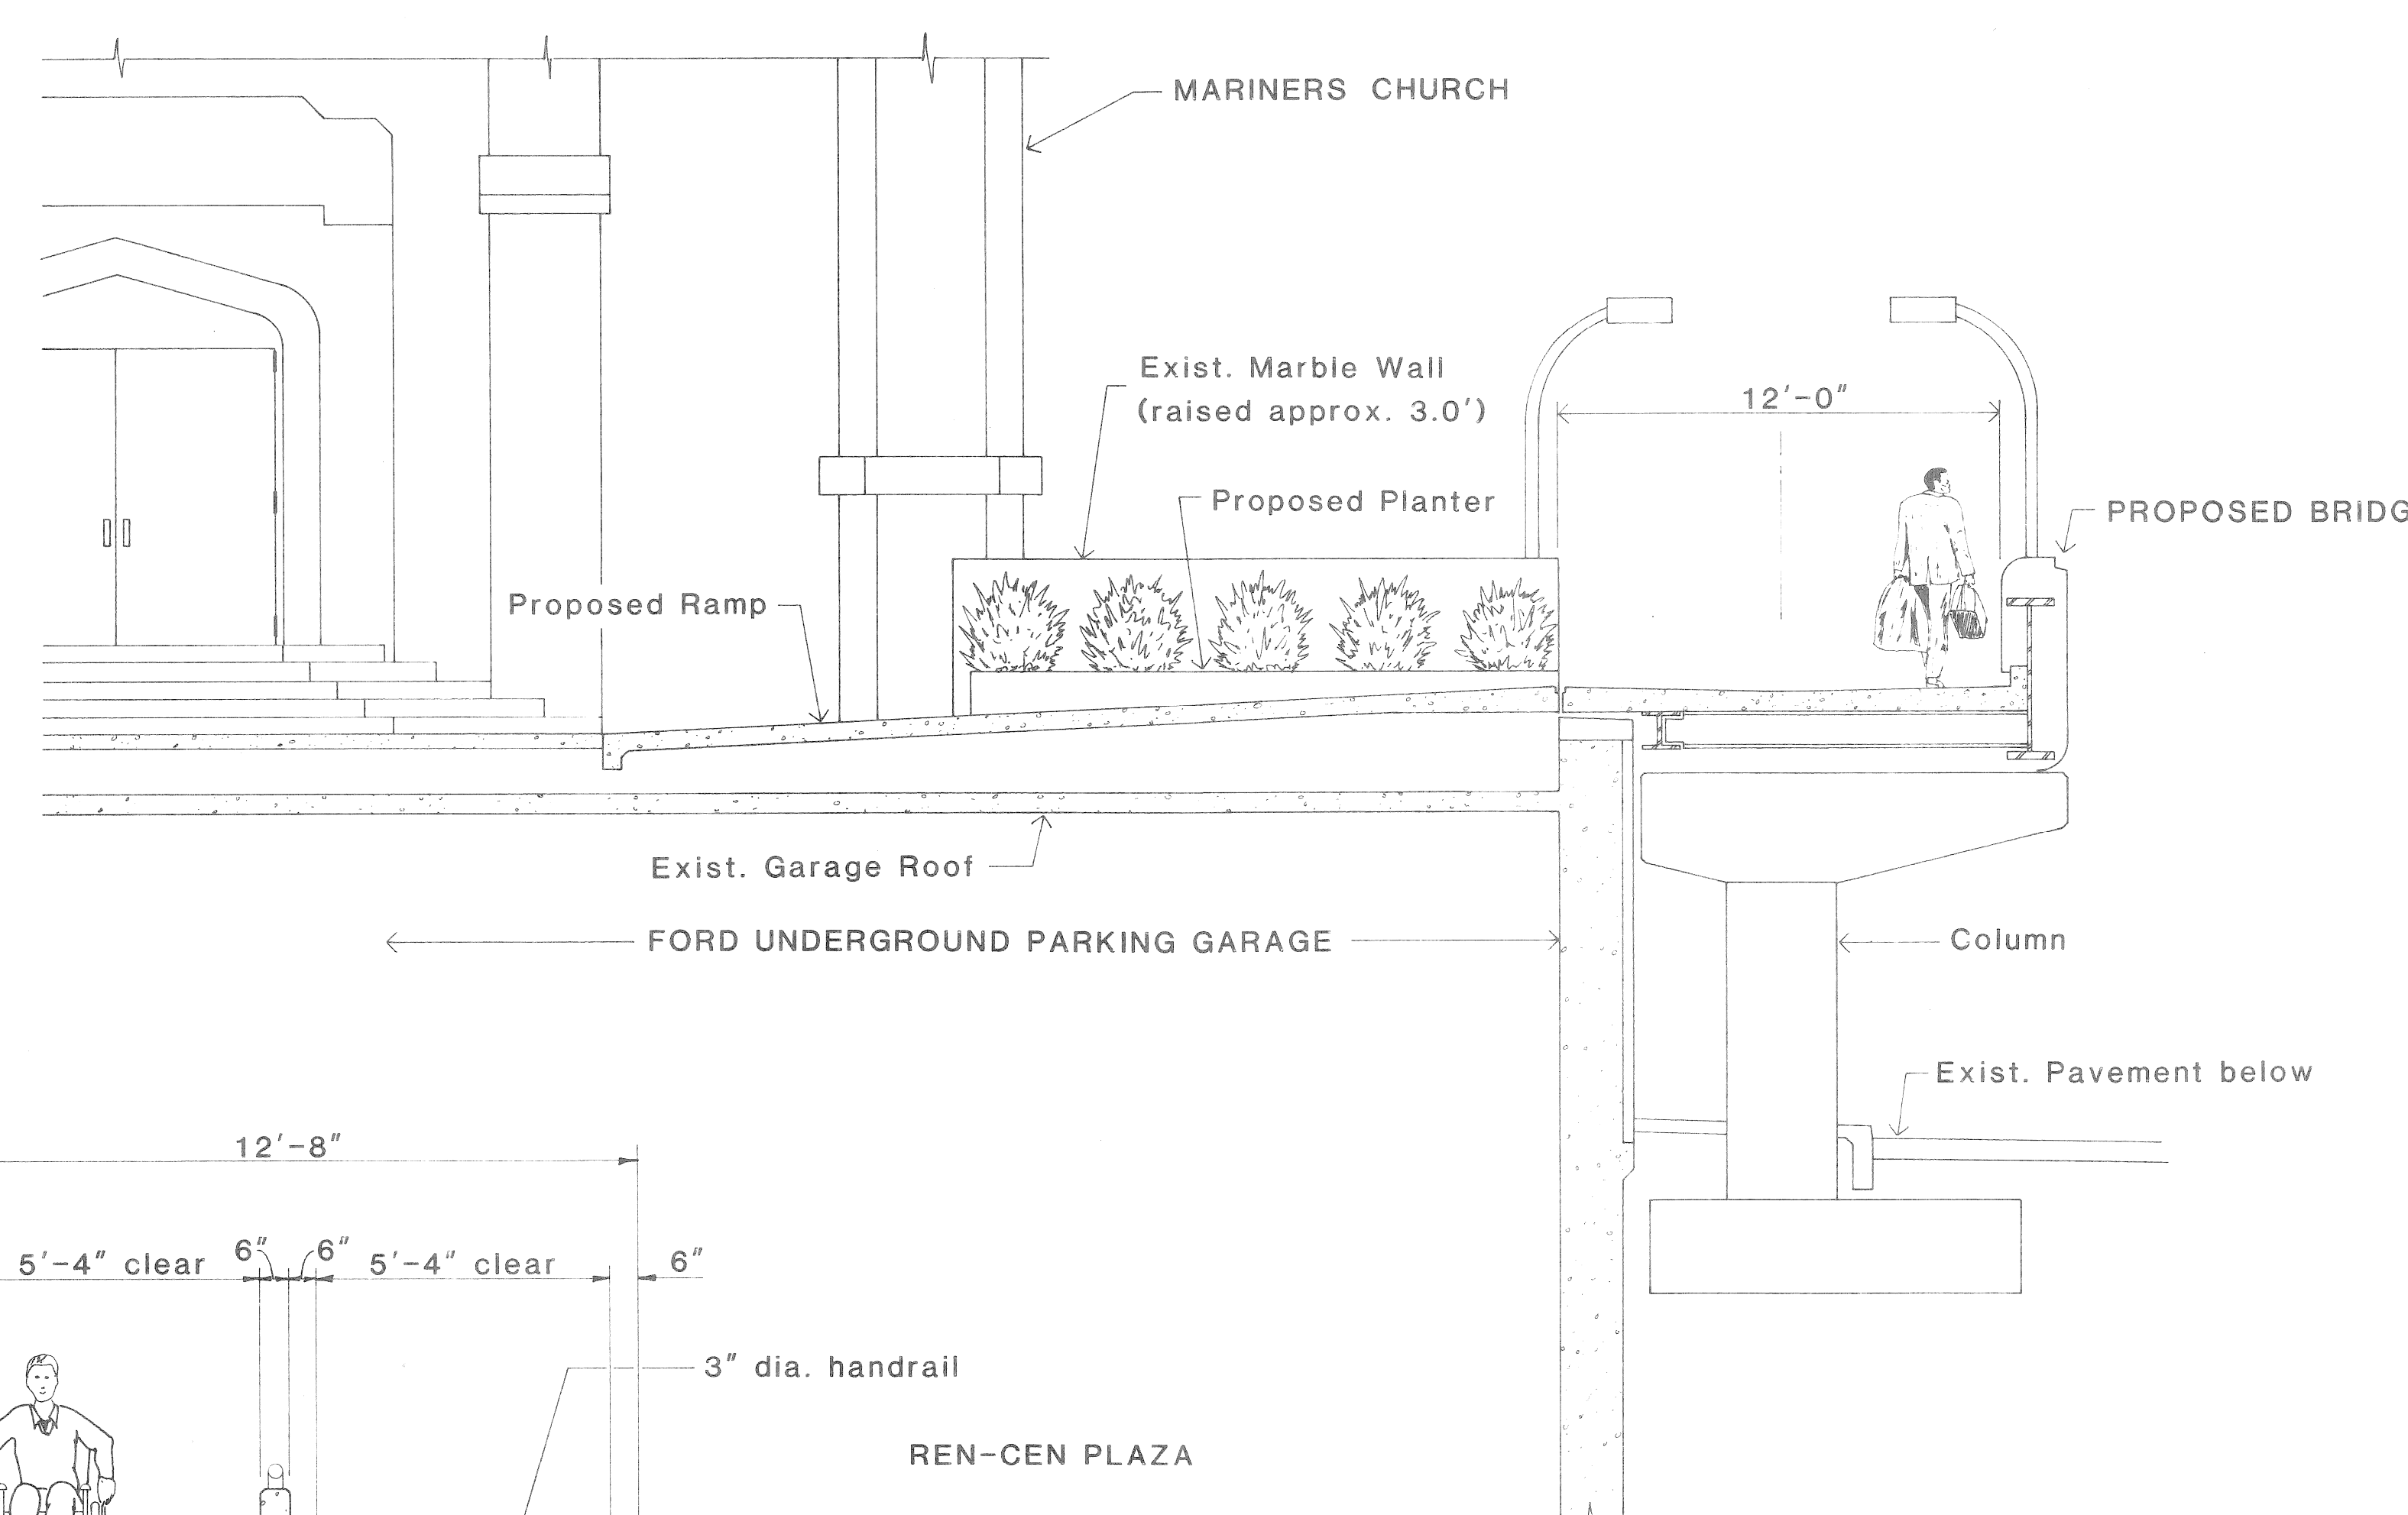 MARINERS CHURCH
Exist. Marble Wall
(raised approx. 3.0')
12'-0"
Proposed Planter
PROPOSED BRIDG
Proposed Ramp
Exist. Garage Roof
FORD UNDERGROUND PARKING GARAGE
Column
Exist. Pavement below
12'-8"
5'-4" clear
6"
6"
5'-4" clear
6"
3" dia. handrail
REN-CEN PLAZA